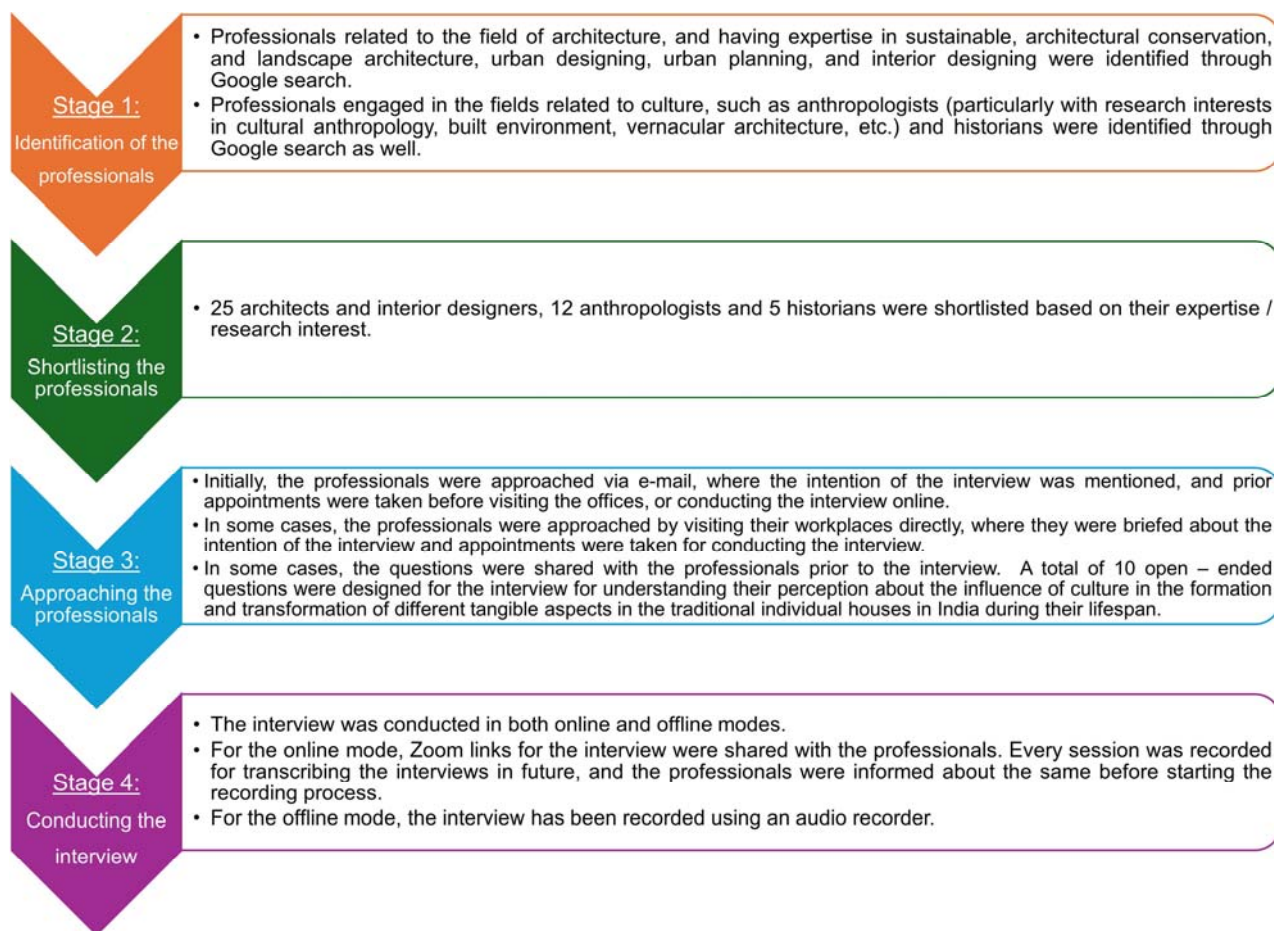 Stage 1:
Identification of the
professionals
• Professionals related to the field of architecture, and having expertise in sustainable, architectural conservation,
and landscape architecture, urban designing, urban planning, and interior designing were identified through
Google search.
• Professionals engaged in the fields related to culture, such as anthropologists (particularly with research interests
in cultural anthropology, built environment, vernacular architecture, etc.) and historians were identified through
Google search as well.
Stage 2:
Shortlisting the
professionals
• 25 architects and interior designers, 12 anthropologists and 5 historians were shortlisted based on their expertise /
research interest.
Stage 3:
Approaching the
professionals
• Initially, the professionals were approached via e-mail, where the intention of the interview was mentioned, and prior
appointments were taken before visiting the offices, or conducting the interview online.
• In some cases, the professionals were approached by visiting their workplaces directly, where they were briefed about the
intention of the interview and appointments were taken for conducting the interview.
• In some cases, the questions were shared with the professionals prior to the interview. A total of 10 open – ended
questions were designed for the interview for understanding their perception about the influence of culture in the formation
and transformation of different tangible aspects in the traditional individual houses in India during their lifespan.
Stage 4:
Conducting the
interview
• The interview was conducted in both online and offline modes.
• For the online mode, Zoom links for the interview were shared with the professionals. Every session was recorded
for transcribing the interviews in future, and the professionals were informed about the same before starting the
recording process.
• For the offline mode, the interview has been recorded using an audio recorder.